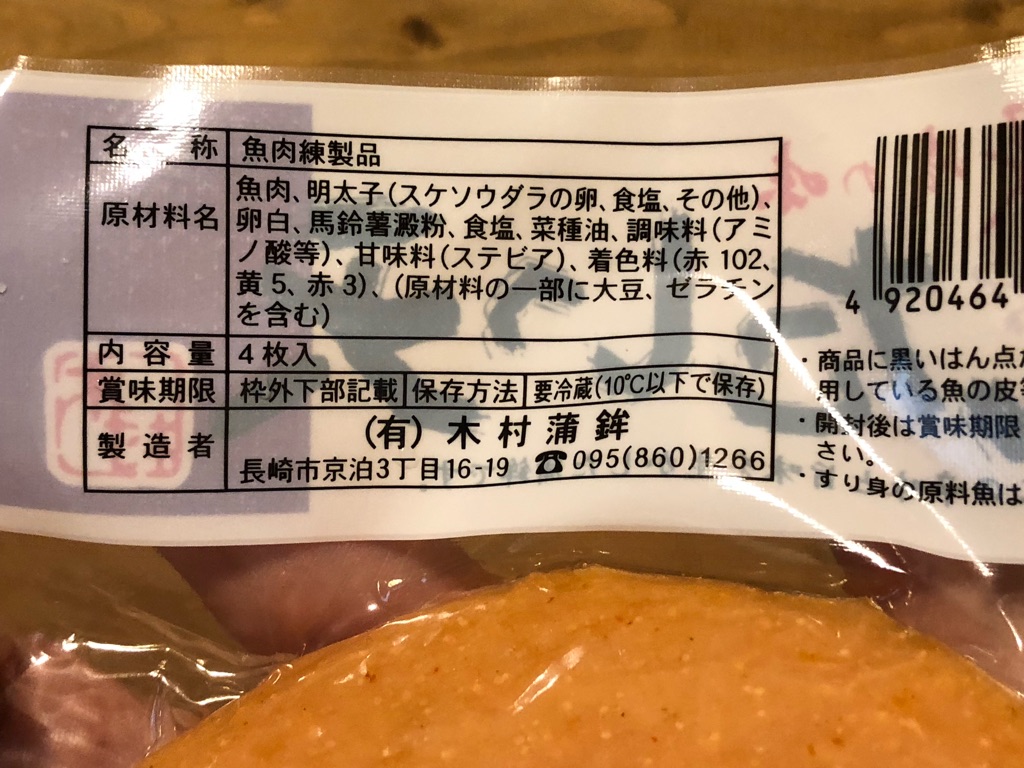 名称 魚肉練製品
原材料名 魚肉、明太子(スケソウダラの卵、食塩、その他)、
卵白、馬鈴薯澱粉、食塩、菜種油、調味料(アミ
ノ酸等)、甘味料(ステビア)、着色料(赤 102、
黄 5、赤 3)、(原材料の一部に大豆、ゼラチン
を含む)
内容量 4 枚入
賞味期限 枠外下部記載 保存方法 要冷蔵(10℃以下で保存)
製造者 (有) 木村蒲鉾
長崎市京泊3丁目16-19 ☎095(860)1266
4 920464
・商品に黒いはん点
用している魚の皮
・開封後は賞味期限
さい。
・すり身の原料魚は